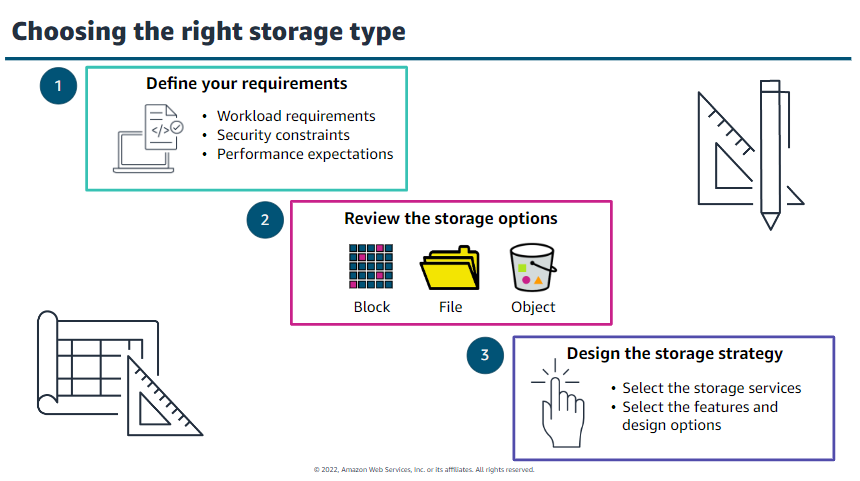 Choosing the right storage type
1
Define your requirements
</>
• Workload requirements
• Security constraints
• Performance expectations
2
Review the storage options
Block
File
Object
3
Design the storage strategy
• Select the storage services
• Select the features and
design options
© 2022, Amazon Web Services, Inc. or its affiliates. All rights reserved.